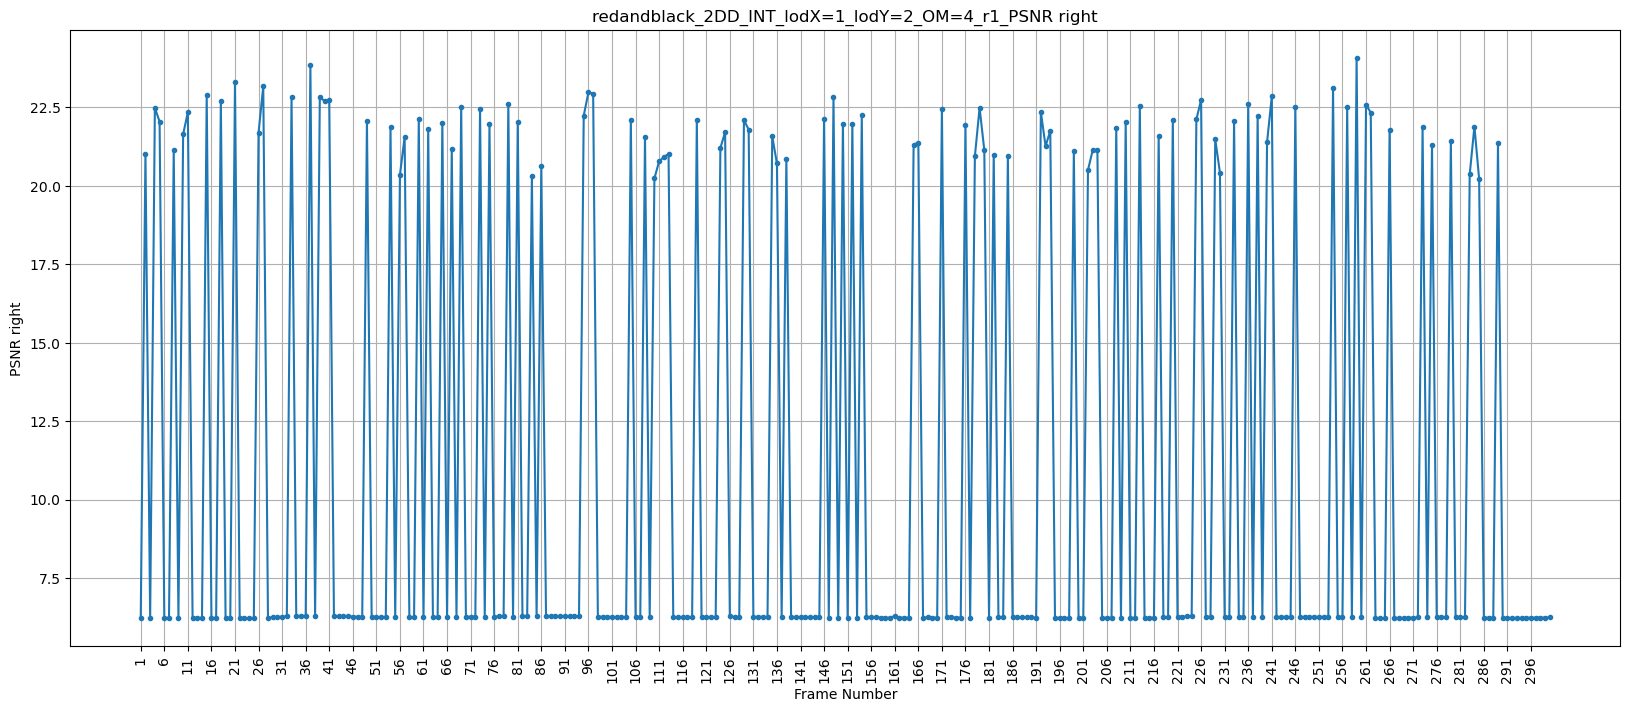 redandblack_2DD_INT_lodX=1_lodY=2_OM=4_r1_PSNR right
PSNR right
22.5
20.0
17.5
15.0
12.5
10.0
7.5
1 6 11 16 21 26 31 36 41 46 51 56 61 66 71 76 81 86 91 96 101 106 111 116 121 126 131 136 141 146 151 156 161 166 171 176 181 186 191 196 201 206 211 216 221 226 231 236 241 246 251 256 261 266 271 276 281 286 291 296
Frame Number